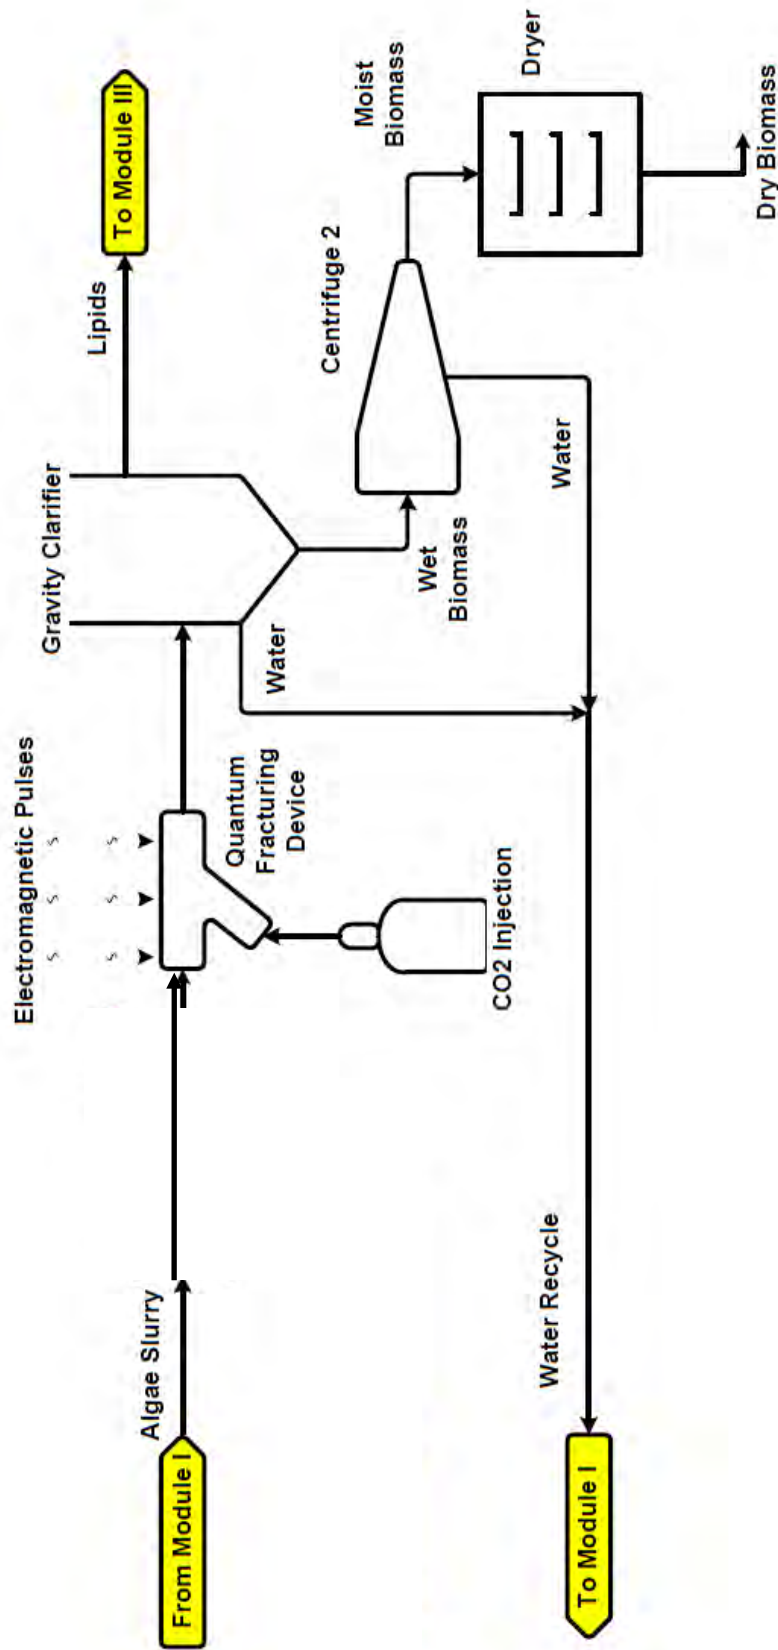 Electromagnetic Pulses
Gravity Clarifier
Lipids
To Module III
From Module I
Algae Slurry
Quantum
Fracturing
Device
Water
CO2 Injection
Wet
Biomass
Centrifuge 2
Moist
Biomass
Dryer
Water
Dry Biomass
Water Recycle
To Module I